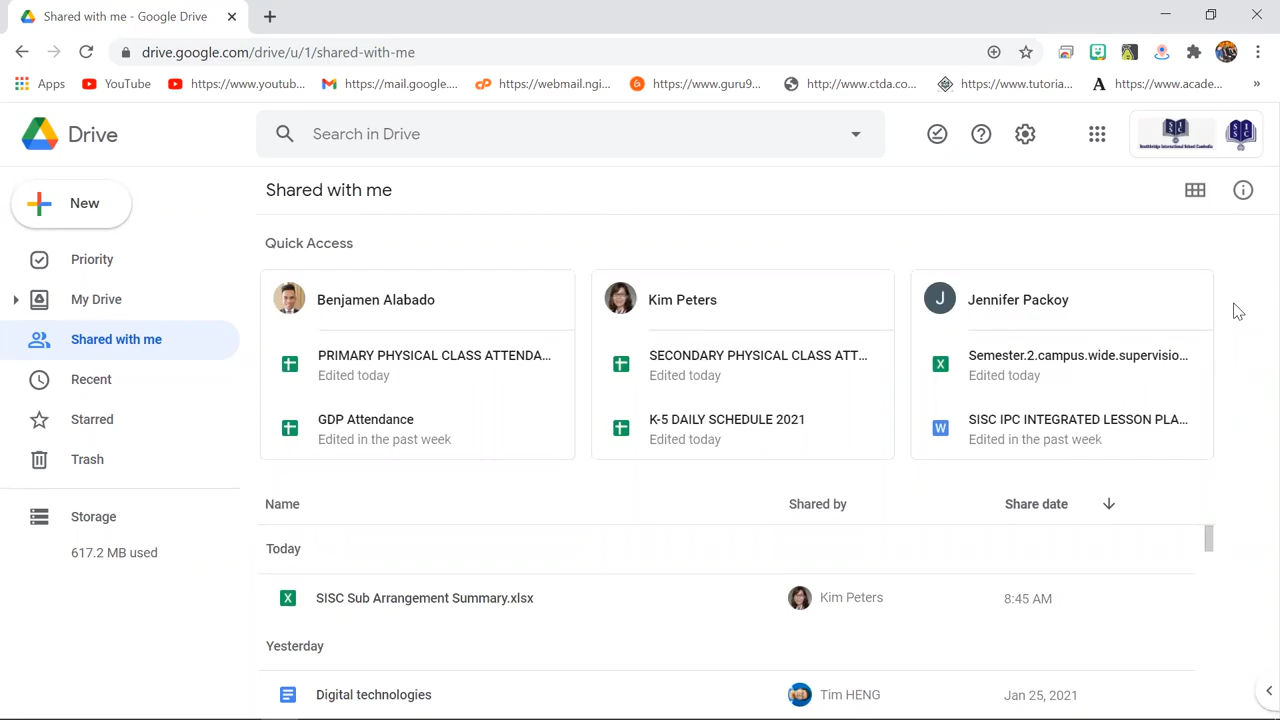 Shared with me - Google Drive
drive.google.com/drive/u/1/shared-with-me
Apps YouTube https://www.youtub... https://mail.google.... https://webmail.ngi... https://www.guru9... http://www.ctda.co... https://www.tutoria... https://www.acade... »
Drive
Search in Drive
New
Priority
My Drive
Shared with me
Recent
Starred
Trash
Storage
617.2 MB used
Shared with me
Quick Access
Benjamen Alabado
PRIMARY PHYSICAL CLASS ATTENDA...
Edited today
GDP Attendance
Edited in the past week
Kim Peters
SECONDARY PHYSICAL CLASS ATT...
Edited today
K-5 DAILY SCHEDULE 2021
Edited today
J Jennifer Packoy
X Semester.2.campus.wide.supervisio...
Edited today
W SISC IPC INTEGRATED LESSON PLA...
Edited in the past week
Name Shared by Share date
Today
X SISC Sub Arrangement Summary.xlsx Kim Peters 8:45 AM
Yesterday
Digital technologies Tim HENG Jan 25, 2021